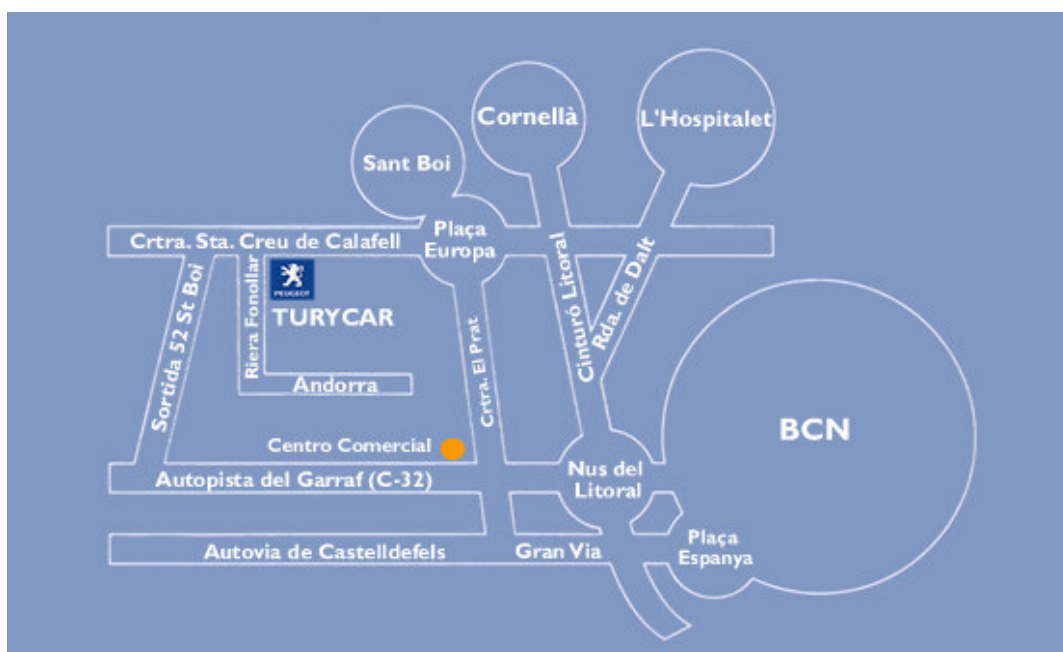 Cornellà
L'Hospitalet
Sant Boi
Plaça
Europa
Crtra. Sta. Creu de Calafell
Cinturó Litoral
Rda. de Dalt
Sortida 52 St Boi
Riera Fonollar
PEUGEOT
TURYCAR
Crtra. El Prat
Andorra
BCN
Centro Comercial
Nus del
Litoral
Autopista del Garraf (C-32)
Plaça
Espanya
Autovia de Castelldefels
Gran Via